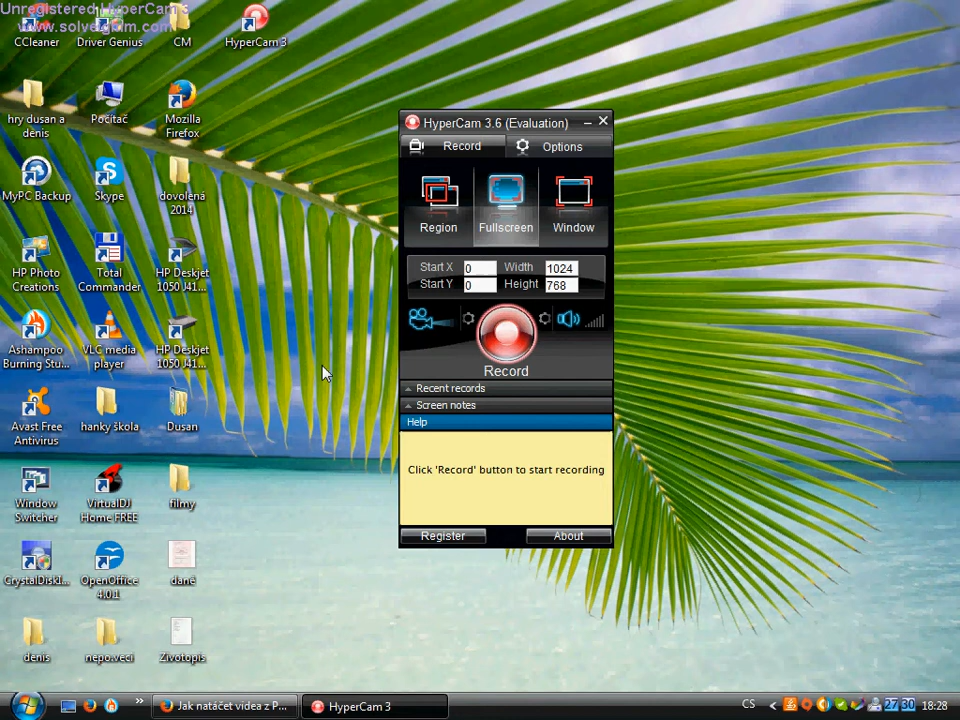 Unregistered HyperCam 3
www.solveigmm.com
CCleaner
Driver Genius
CM
HyperCam 3
hry dusan a
denis
Počítač
Mozilla
Firefox
MyPC Backup
Skype
dovolená
2014
HP Photo
Creations
Total
Commander
HP Deskjet
1050 J41...
Ashampoo
Burning Stu...
VLC media
player
HP Deskjet
1050 J41...
Avast Free
Antivirus
hanky škola
Dusan
Window
Switcher
VirtualDJ
Home FREE
filmy
CrystalDiskI...
OpenOffice
4.0.1
daně
denis
nepo.veci
Zivotopis
HyperCam 3.6 (Evaluation)
Record
Options
Region
Fullscreen
Window
Start X 0 Width 1024
Start Y 0 Height 768
Record
Recent records
Screen notes
Help
Click 'Record' button to start recording
Register
About
Jak natáčet videa z P...
HyperCam 3
CS
27
30
18:28